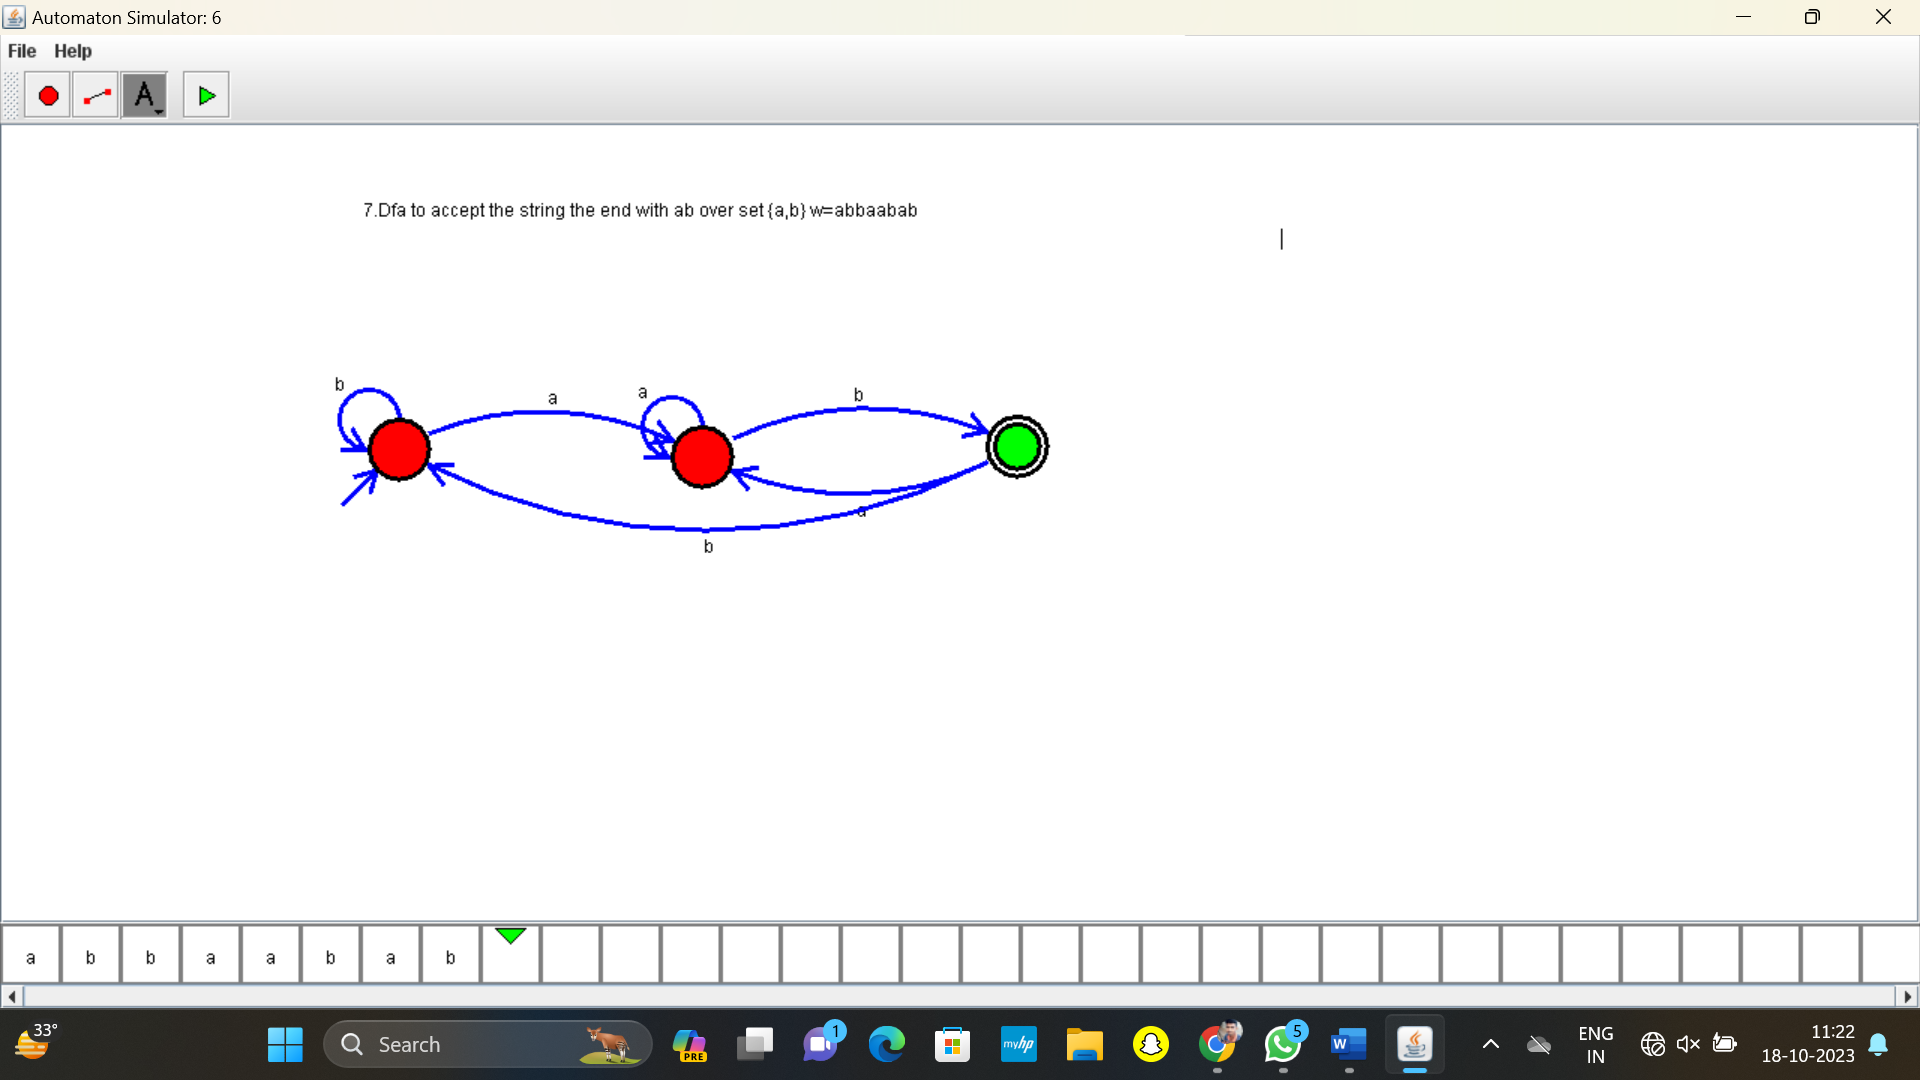 Automaton Simulator: 6
File Help
A
7.Dfa to accept the string the end with ab over set {a,b} w=abbaabab
b a a b
a
b
a b b a a b a b
33°
Search
PRE
1
myhp
5
W
ENG
IN
11:22
18-10-2023